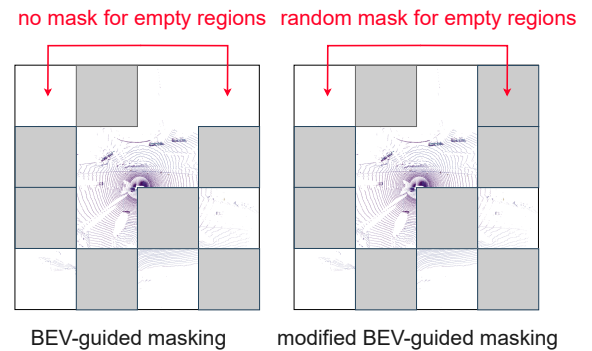 no mask for empty regions
random mask for empty regions
BEV-guided masking
modified BEV-guided masking